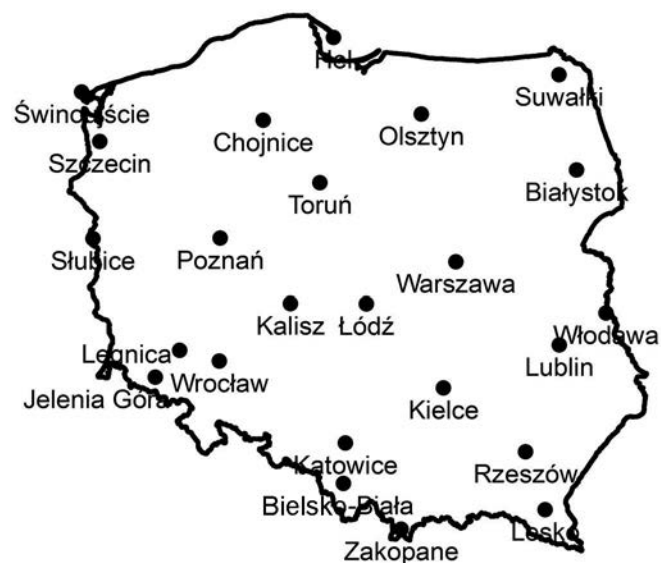 Hel
Suwałki
Świnoujście
Chojnice
Olsztyn
Szczecin
Białystok
Toruń
Słubice
Poznań
Warszawa
Kalisz
Łódź
Włodawa
Legnica
Wrocław
Lublin
Jelenia Góra
Kielce
Katowice
Rzeszów
Bielsko-Biała
Lesko
Zakopane